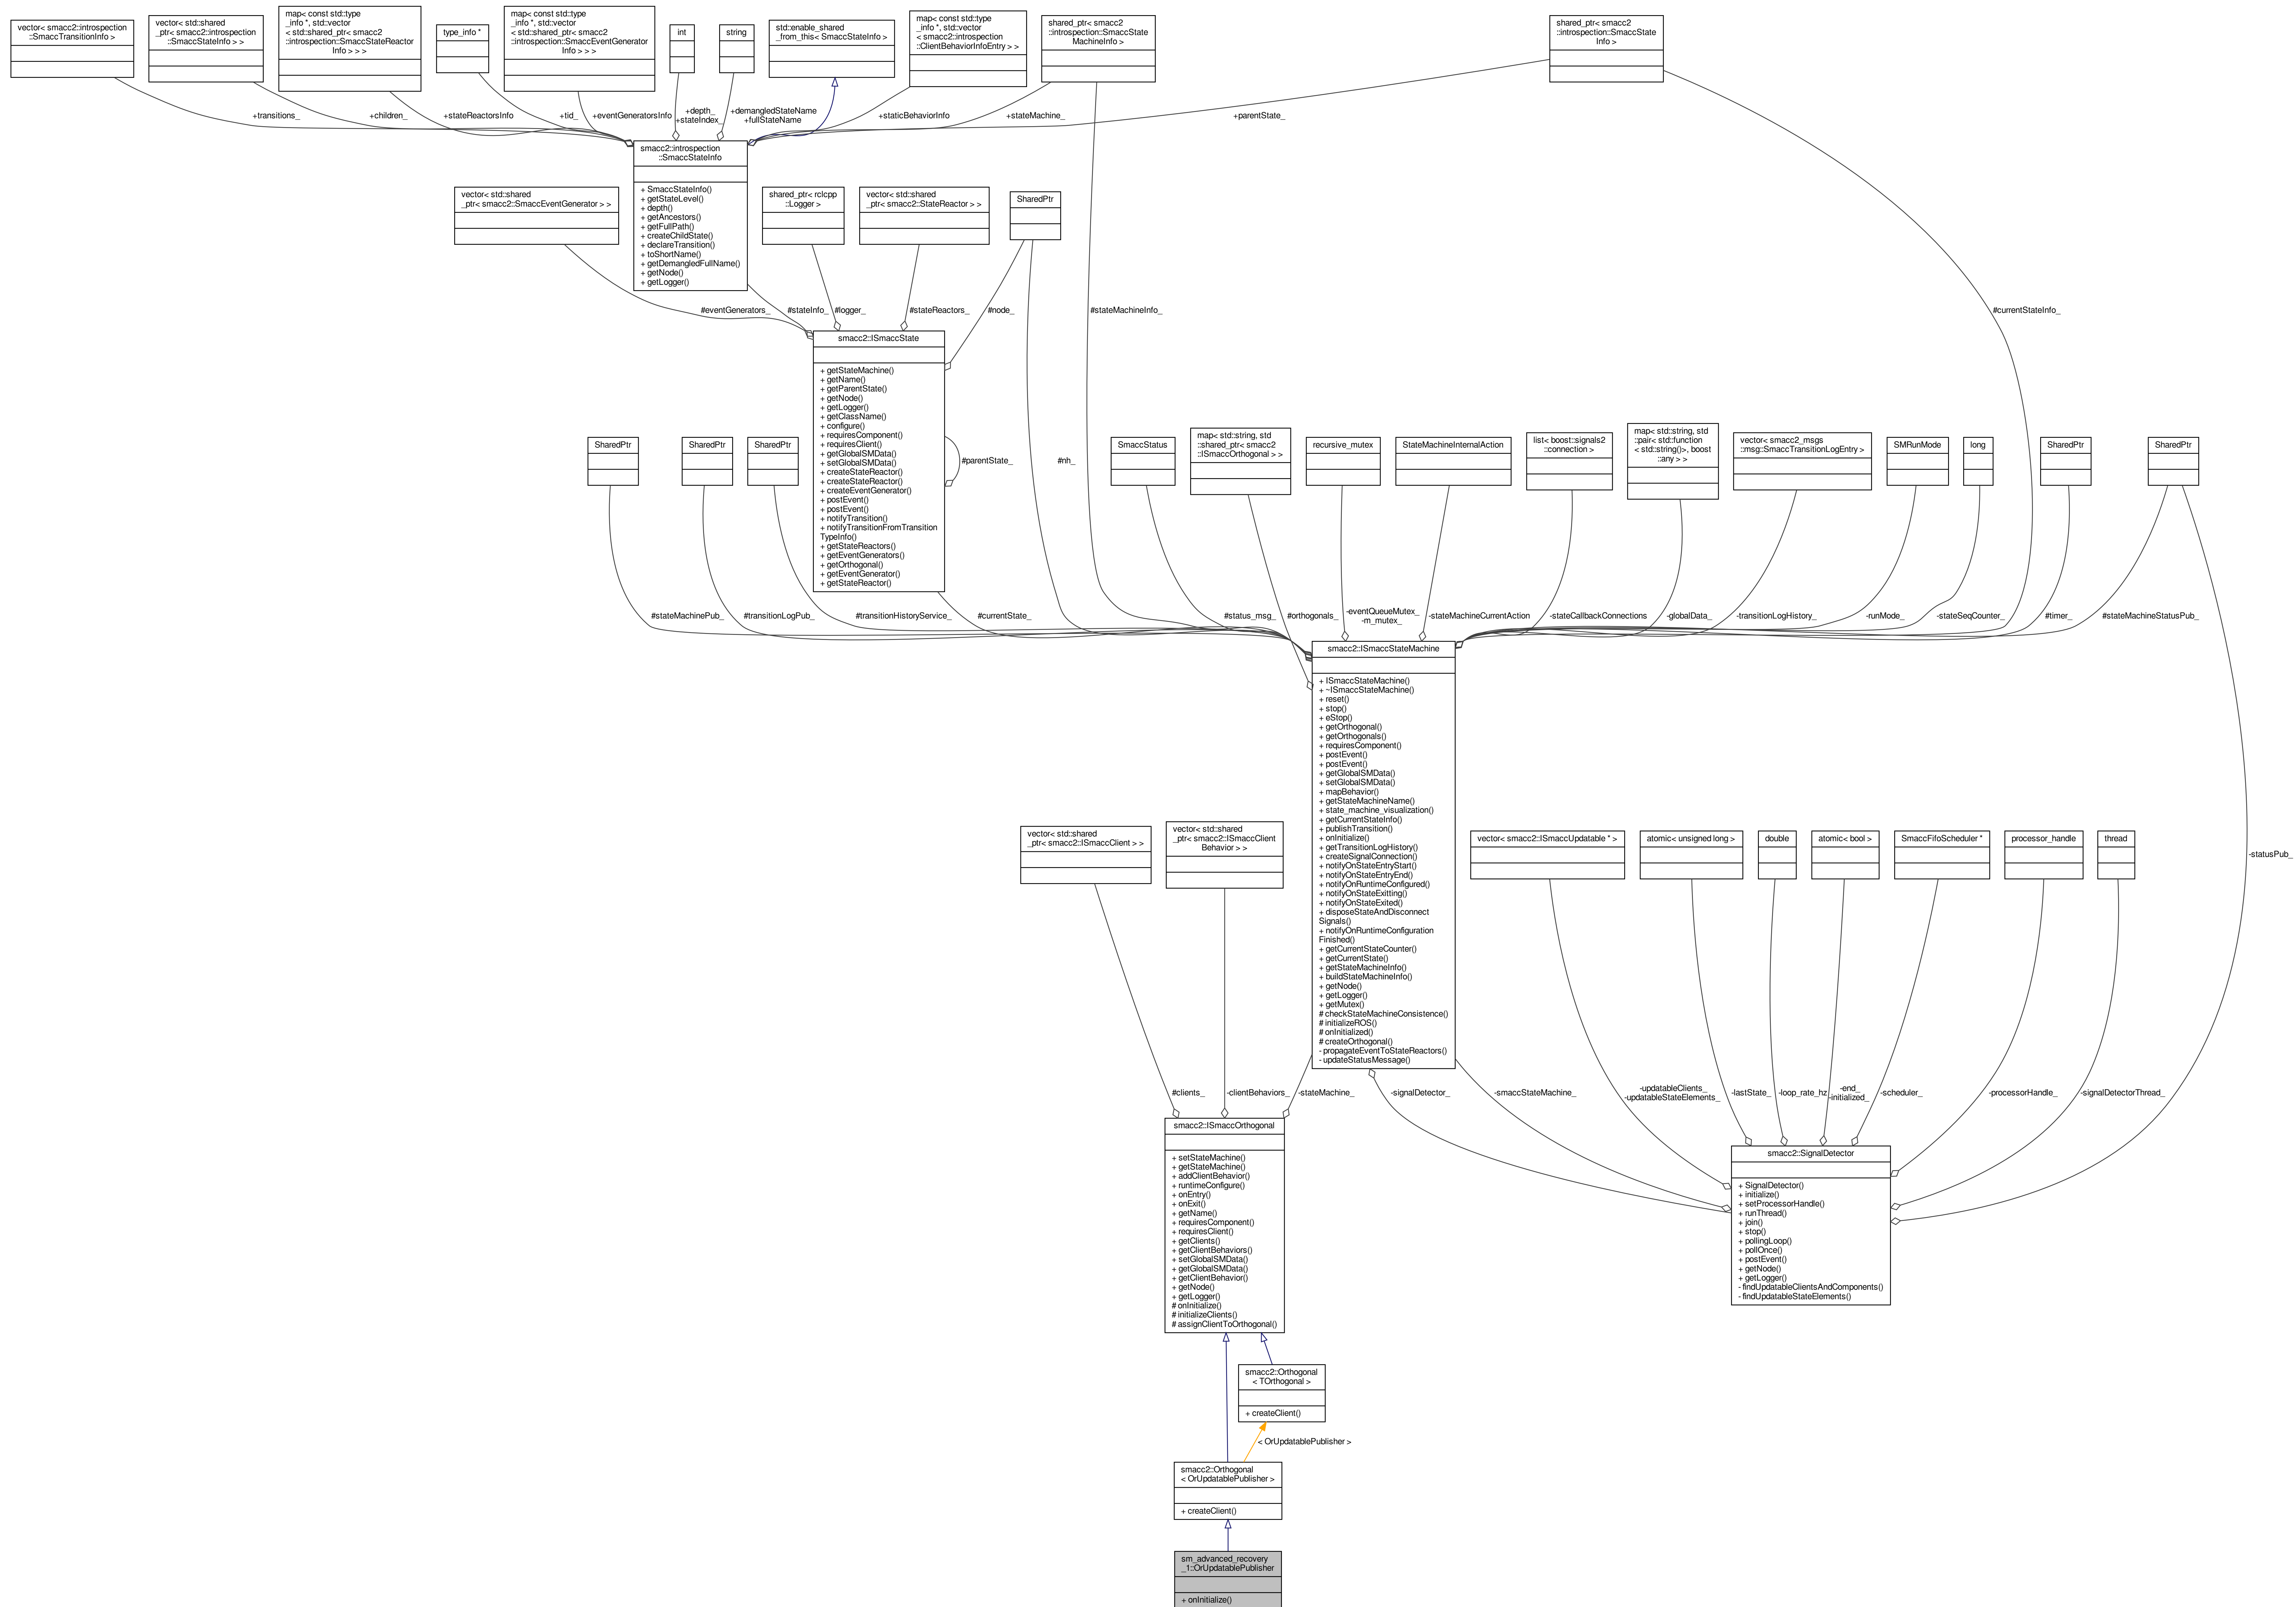 vector< smacc2::introspection
::SmaccTransitionInfo >
vector< std::shared
_ptr< smacc2::introspection
::SmaccStateInfo > >
map< const std::type
_info *, std::vector
< std::shared_ptr< smacc2
::introspection::SmaccStateReactor
Info > > >
type_info *
map< const std::type
_info *, std::vector
< std::shared_ptr< smacc2
::introspection::SmaccEventGenerator
Info > > >
int
string
std::enable_shared
_from_this< SmaccStateInfo >
map< const std::type
_info *, std::vector
< smacc2::introspection
::ClientBehaviorInfoEntry > >
shared_ptr< smacc2
::introspection::SmaccState
MachineInfo >
shared_ptr< smacc2
::introspection::SmaccState
Info >
+transitions_
+children_
+stateReactorsInfo
+tid_
+eventGeneratorsInfo
+depth_
+stateIndex_
+demangledStateName
+fullStateName
+staticBehaviorInfo
+stateMachine_
+parentState_
smacc2::introspection
::SmaccStateInfo
+ SmaccStateInfo()
+ getStateLevel()
+ depth()
+ getAncestors()
+ getFullPath()
+ createChildState()
+ declareTransition()
+ toShortName()
+ getDemangledFullName()
+ getNode()
+ getLogger()
vector< std::shared
_ptr< smacc2::SmaccEventGenerator > >
shared_ptr< rclcpp
::Logger >
vector< std::shared
_ptr< smacc2::StateReactor > >
SharedPtr
#eventGenerators_
#stateInfo_
#logger_
#stateReactors_
#node_
#stateMachineInfo_
#currentStateInfo_
smacc2::ISmaccState
+ getStateMachine()
+ getName()
+ getParentState()
+ getNode()
+ getLogger()
+ getClassName()
+ configure()
+ requiresComponent()
+ requiresClient()
+ getGlobalSMData()
+ setGlobalSMData()
+ createStateReactor()
+ createStateReactor()
+ createEventGenerator()
+ postEvent()
+ postEvent()
+ notifyTransition()
+ notifyTransitionFromTransition
TypeInfo()
+ getStateReactors()
+ getEventGenerators()
+ getOrthogonal()
+ getEventGenerator()
+ getStateReactor()
#parentState_
#nh_
SharedPtr
SharedPtr
SharedPtr
SmaccStatus
map< std::string, std
::shared_ptr< smacc2
::ISmaccOrthogonal > >
recursive_mutex
StateMachineInternalAction
list< boost::signals2
::connection >
map< std::string, std
::pair< std::function
< std::string()>, boost
::any > >
vector< smacc2_msgs
::msg::SmaccTransitionLogEntry >
SMRunMode
long
SharedPtr
SharedPtr
#stateMachinePub_
#transitionLogPub_
#transitionHistoryService_
#currentState_
#status_msg_
#orthogonals_
-eventQueueMutex_
-m_mutex_
-stateMachineCurrentAction
-stateCallbackConnections
-globalData_
-transitionLogHistory_
-runMode_
-stateSeqCounter_
#timer_
#stateMachineStatusPub_
smacc2::ISmaccStateMachine
+ ISmaccStateMachine()
+ ~ISmaccStateMachine()
+ reset()
+ stop()
+ eStop()
+ getOrthogonal()
+ getOrthogonals()
+ requiresComponent()
+ postEvent()
+ postEvent()
+ getGlobalSMData()
+ setGlobalSMData()
+ mapBehavior()
+ getStateMachineName()
+ state_machine_visualization()
+ getCurrentStateInfo()
+ publishTransition()
+ onInitialize()
+ getTransitionLogHistory()
+ createSignalConnection()
+ notifyOnStateEntryStart()
+ notifyOnStateEntryEnd()
+ notifyOnRuntimeConfigured()
+ notifyOnStateExitting()
+ notifyOnStateExited()
+ disposeStateAndDisconnect
Signals()
+ notifyOnRuntimeConfiguration
Finished()
+ getCurrentStateCounter()
+ getCurrentState()
+ getStateMachineInfo()
+ buildStateMachineInfo()
+ getNode()
+ getLogger()
+ getMutex()
# checkStateMachineConsistence()
# initializeROS()
# onInitialized()
# createOrthogonal()
- propagateEventToStateReactors()
- updateStatusMessage()
vector< std::shared
_ptr< smacc2::ISmaccClient > >
vector< std::shared
_ptr< smacc2::ISmaccClient
Behavior > >
vector< smacc2::ISmaccUpdatable * >
atomic< unsigned long >
double
atomic< bool >
SmaccFifoScheduler *
processor_handle
thread
-statusPub_
#clients_
-clientBehaviors_
-stateMachine_
-signalDetector_
-smaccStateMachine_
-updatableClients_
-updatableStateElements_
-lastState_
-loop_rate_hz
-end_
-initialized_
-scheduler_
-processorHandle_
-signalDetectorThread_
smacc2::ISmaccOrthogonal
+ setStateMachine()
+ getStateMachine()
+ addClientBehavior()
+ runtimeConfigure()
+ onEntry()
+ onExit()
+ getName()
+ requiresComponent()
+ requiresClient()
+ getClients()
+ getClientBehaviors()
+ setGlobalSMData()
+ getGlobalSMData()
+ getClientBehavior()
+ getNode()
+ getLogger()
# onInitialize()
# initializeClients()
# assignClientToOrthogonal()
smacc2::SignalDetector
+ SignalDetector()
+ initialize()
+ setProcessorHandle()
+ runThread()
+ join()
+ stop()
+ pollingLoop()
+ pollOnce()
+ postEvent()
+ getNode()
+ getLogger()
- findUpdatableClientsAndComponents()
- findUpdatableStateElements()
smacc2::Orthogonal
< TOrthogonal >
+ createClient()
< OrUpdatablePublisher >
smacc2::Orthogonal
< OrUpdatablePublisher >
+ createClient()
sm_advanced_recovery
_1::OrUpdatablePublisher
+ onInitialize()